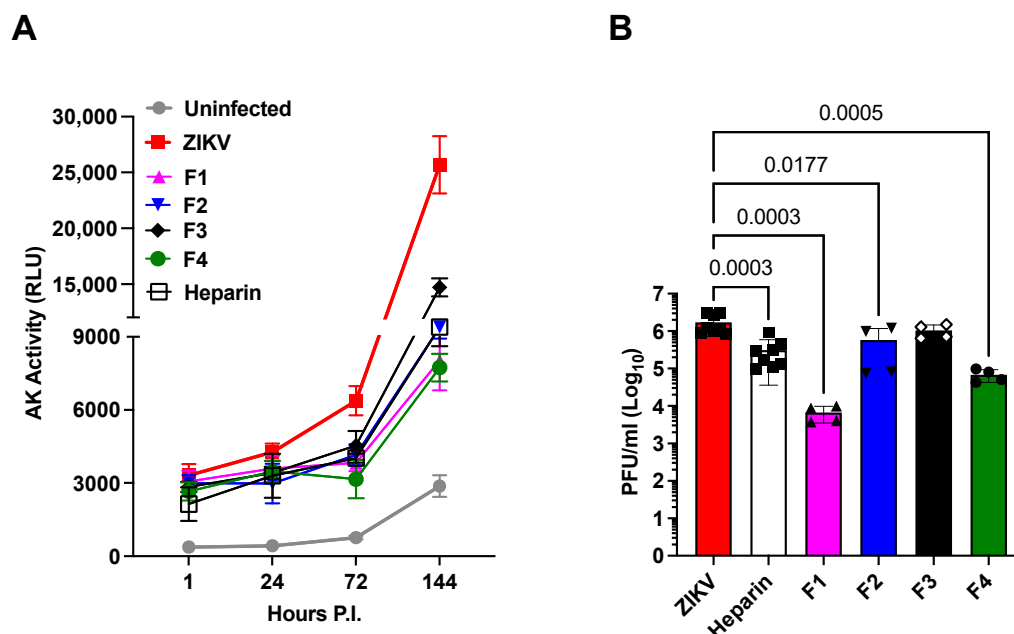 A
AK Activity (RLU)
30,000
25,000
20,000
15,000
9000
6000
3000
0
Uninfected
ZIKV
F1
F2
F3
F4
Heparin
1 24 72 144
Hours P.I.
B
0.0005
0.0177
0.0003
0.0003
PFU/ml (Log10)
7
6
5
4
3
2
1
0
ZIKV Heparin F1 F2 F3 F4